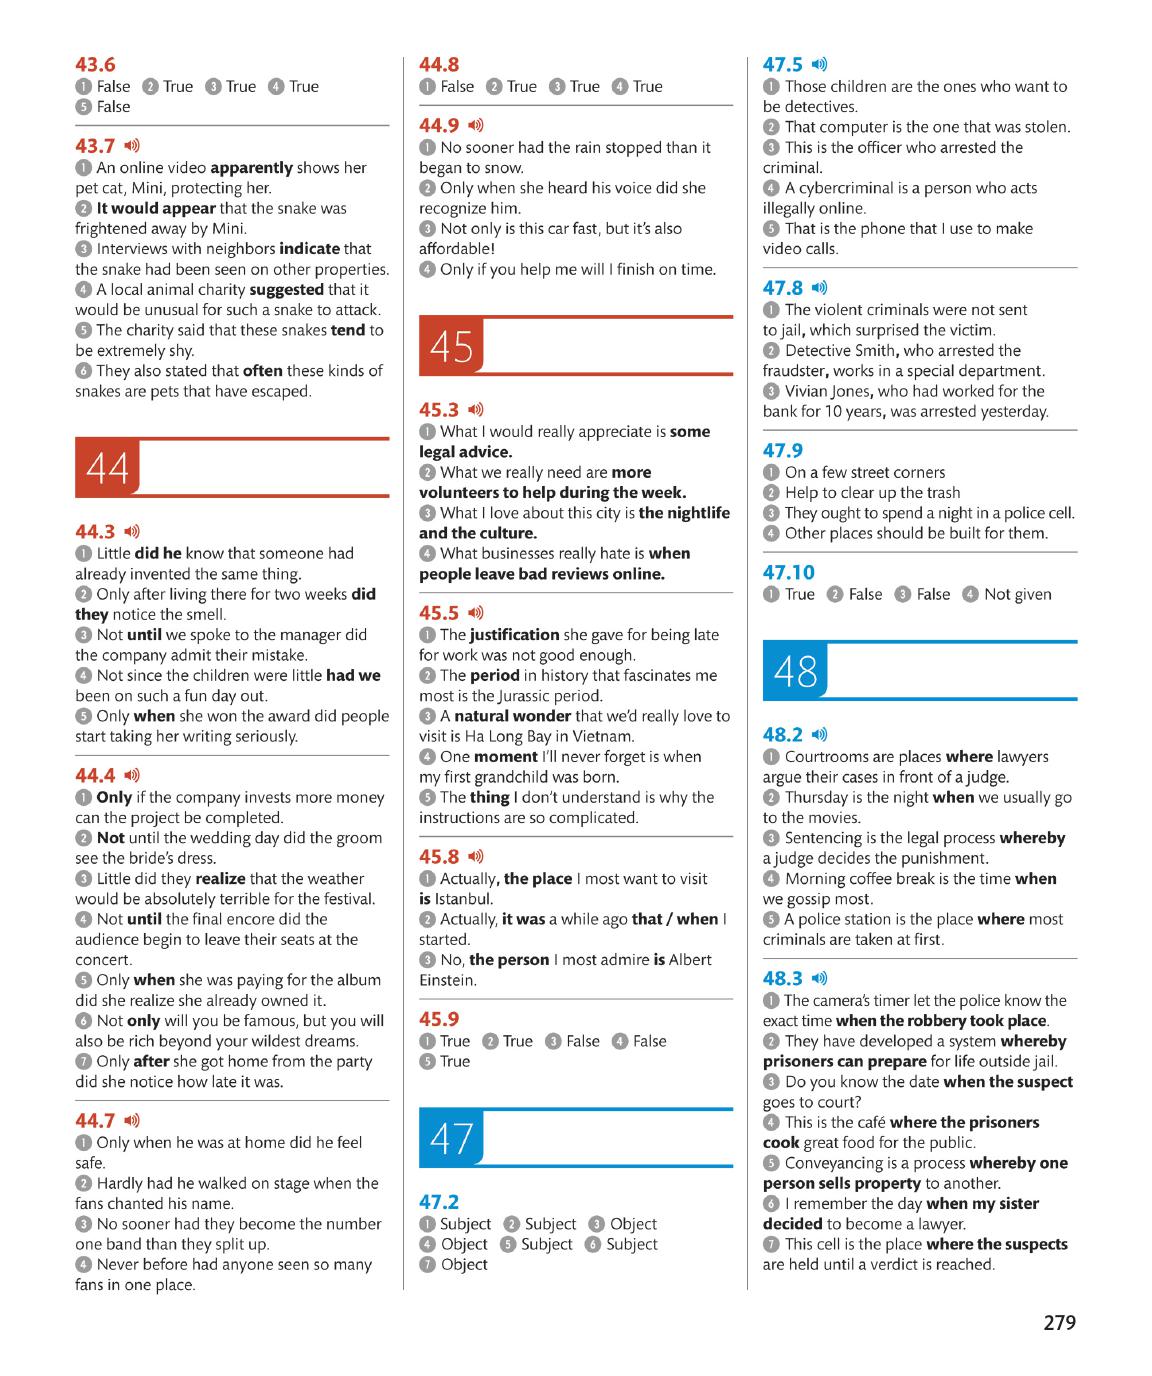 43.6
1 False 2 True 3 True 4 True
5 False
43.7
1 An online video apparently shows her
pet cat, Mini, protecting her.
2 It would appear that the snake was
frightened away by Mini.
3 Interviews with neighbors indicate that
the snake had been seen on other properties.
4 A local animal charity suggested that it
would be unusual for such a snake to attack.
5 The charity said that these snakes tend to
be extremely shy.
6 They also stated that often these kinds of
snakes are pets that have escaped.
44
44.3
1 Little did he know that someone had
already invented the same thing.
2 Only after living there for two weeks did
they notice the smell.
3 Not until we spoke to the manager did
the company admit their mistake.
4 Not since the children were little had we
been on such a fun day out.
5 Only when she won the award did people
start taking her writing seriously.
44.4
1 Only if the company invests more money
can the project be completed.
2 Not until the wedding day did the groom
see the bride's dress.
3 Little did they realize that the weather
would be absolutely terrible for the festival.
4 Not until the final encore did the
audience begin to leave their seats at the
concert.
5 Only when she was paying for the album
did she realize she already owned it.
6 Not only will you be famous, but you will
also be rich beyond your wildest dreams.
7 Only after she got home from the party
did she notice how late it was.
44.7
1 Only when he was at home did he feel
safe.
2 Hardly had he walked on stage when the
fans chanted his name.
3 No sooner had they become the number
one band than they split up.
4 Never before had anyone seen so many
fans in one place.
44.8
1 False 2 True 3 True 4 True
44.9
1 No sooner had the rain stopped than it
began to snow.
2 Only when she heard his voice did she
recognize him.
3 Not only is this car fast, but it's also
affordable!
4 Only if you help me will I finish on time.
45
45.3
1 What I would really appreciate is some
legal advice.
2 What we really need are more
volunteers to help during the week.
3 What I love about this city is the nightlife
and the culture.
4 What businesses really hate is when
people leave bad reviews online.
45.5
1 The justification she gave for being late
for work was not good enough.
2 The period in history that fascinates me
most is the Jurassic period.
3 A natural wonder that we'd really love to
visit is Ha Long Bay in Vietnam.
4 One moment I'll never forget is when
my first grandchild was born.
5 The thing I don't understand is why the
instructions are so complicated.
45.8
1 Actually, the place I most want to visit
is Istanbul.
2 Actually, it was a while ago that / when I
started.
3 No, the person I most admire is Albert
Einstein.
45.9
1 True 2 True 3 False 4 False
5 True
47
47.2
1 Subject 2 Subject 3 Object
4 Object 5 Subject 6 Subject
7 Object
47.5
1 Those children are the ones who want to
be detectives.
2 That computer is the one that was stolen.
3 This is the officer who arrested the
criminal.
4 A cybercriminal is a person who acts
illegally online.
5 That is the phone that I use to make
video calls.
47.8
1 The violent criminals were not sent
to jail, which surprised the victim.
2 Detective Smith, who arrested the
fraudster, works in a special department.
3 Vivian Jones, who had worked for the
bank for 10 years, was arrested yesterday.
47.9
1 On a few street corners
2 Help to clear up the trash
3 They ought to spend a night in a police cell.
4 Other places should be built for them.
47.10
1 True 2 False 3 False 4 Not given
48
48.2
1 Courtrooms are places where lawyers
argue their cases in front of a judge.
2 Thursday is the night when we usually go
to the movies.
3 Sentencing is the legal process whereby
a judge decides the punishment.
4 Morning coffee break is the time when
we gossip most.
5 A police station is the place where most
criminals are taken at first.
48.3
1 The camera's timer let the police know the
exact time when the robbery took place.
2 They have developed a system whereby
prisoners can prepare for life outside jail.
3 Do you know the date when the suspect
goes to court?
4 This is the café where the prisoners
cook great food for the public.
5 Conveyancing is a process whereby one
person sells property to another.
6 I remember the day when my sister
decided to become a lawyer.
7 This cell is the place where the suspects
are held until a verdict is reached.
279